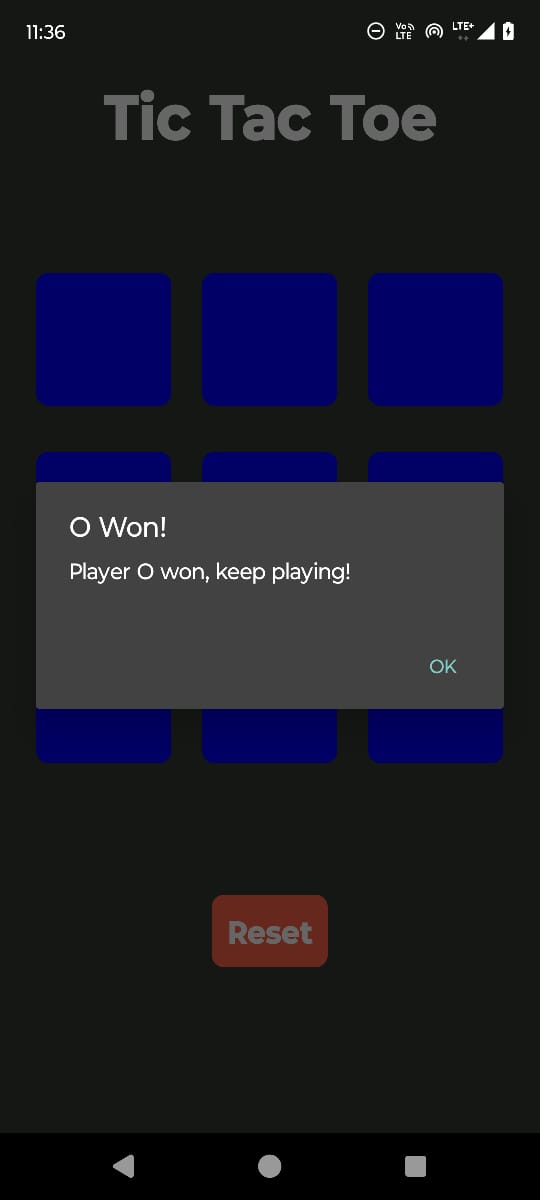 11:36
Vo LTE
LTE+
Tic Tac Toe
O Won!
Player O won, keep playing!
OK
Reset